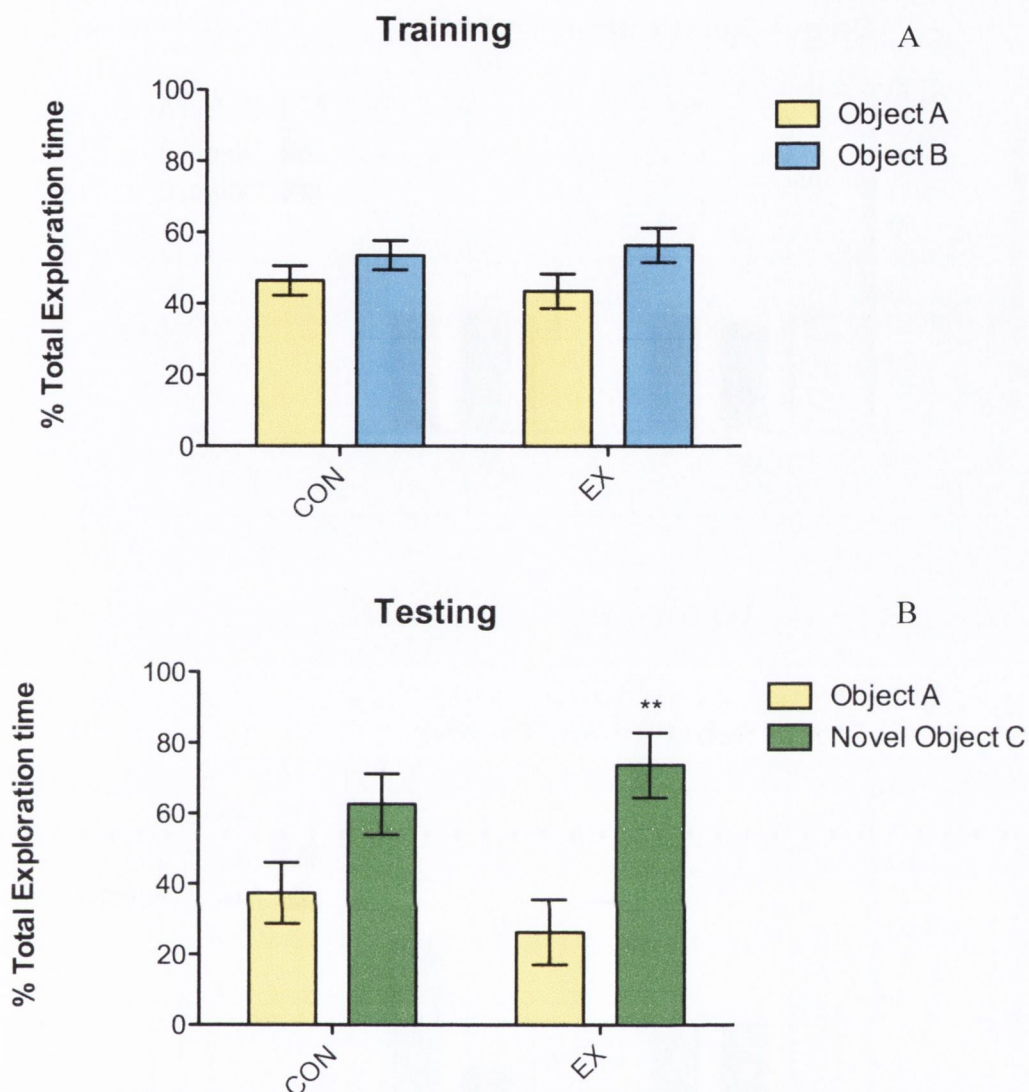 Training
A
% Total Exploration time
100
80
60
40
20
0
CON
EX
Object A
Object B
Testing
B
% Total Exploration time
100
80
60
40
20
0
CON
EX
**
Object A
Novel Object C